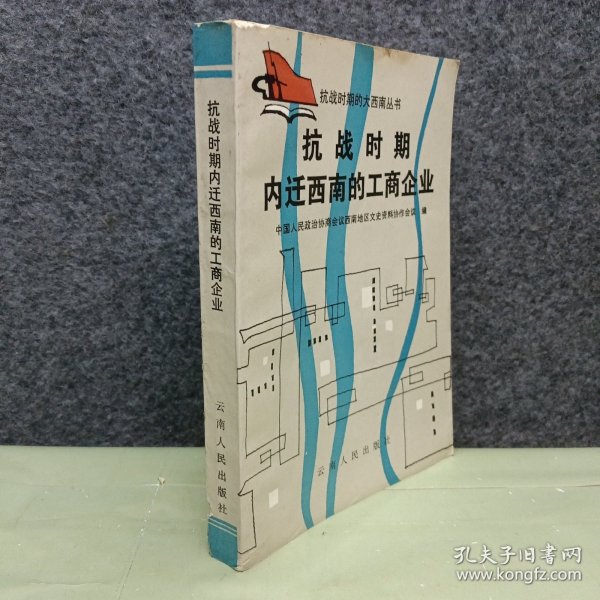 抗战时期的大西南丛书
抗战时期
内迁西南的工商企业
中国人民政治协商会议西南地区文史资料协作会议 编
云南人民出版社
抗战时期内迁西南的工商企业
云南人民出版社
孔夫子旧书网
www.kongfz.com